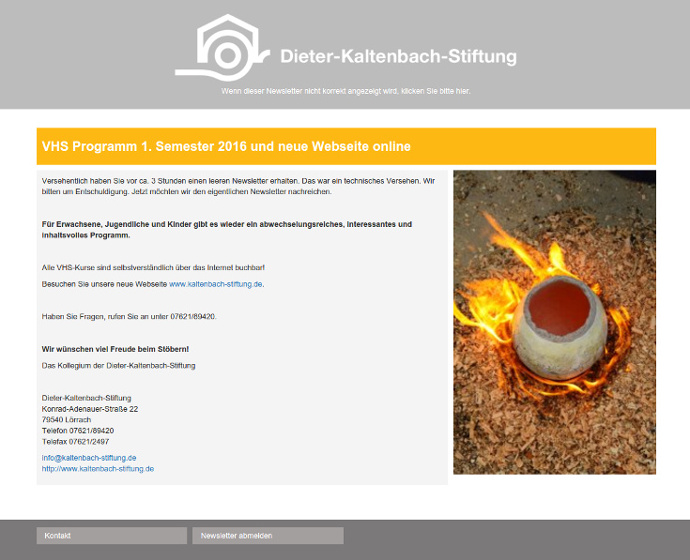 Dieter-Kaltenbach-Stiftung
Wenn dieser Newsletter nicht korrekt angezeigt wird, klicken Sie bitte hier.
VHS Programm 1. Semester 2016 und neue Webseite online
Versehentlich haben Sie vor ca. 3 Stunden einen leeren Newsletter erhalten. Das war ein technisches Versehen. Wir
bitten um Entschuldigung. Jetzt möchten wir den eigentlichen Newsletter nachreichen.
Für Erwachsene, Jugendliche und Kinder gibt es wieder ein abwechselungsreiches, interessantes und
inhaltsvolles Programm.
Alle VHS-Kurse sind selbstverständlich über das Internet buchbar!
Besuchen Sie unsere neue Webseite www.kaltenbach-stiftung.de.
Haben Sie Fragen, rufen Sie an unter 07621/89420.
Wir wünschen viel Freude beim Stöbern!
Das Kollegium der Dieter-Kaltenbach-Stiftung
Dieter-Kaltenbach-Stiftung
Konrad-Adenauer-Straße 22
79540 Lörrach
Telefon 07621/89420
Telefax 07621/2497
info@kaltenbach-stiftung.de
http://www.kaltenbach-stiftung.de
Kontakt
Newsletter abmelden